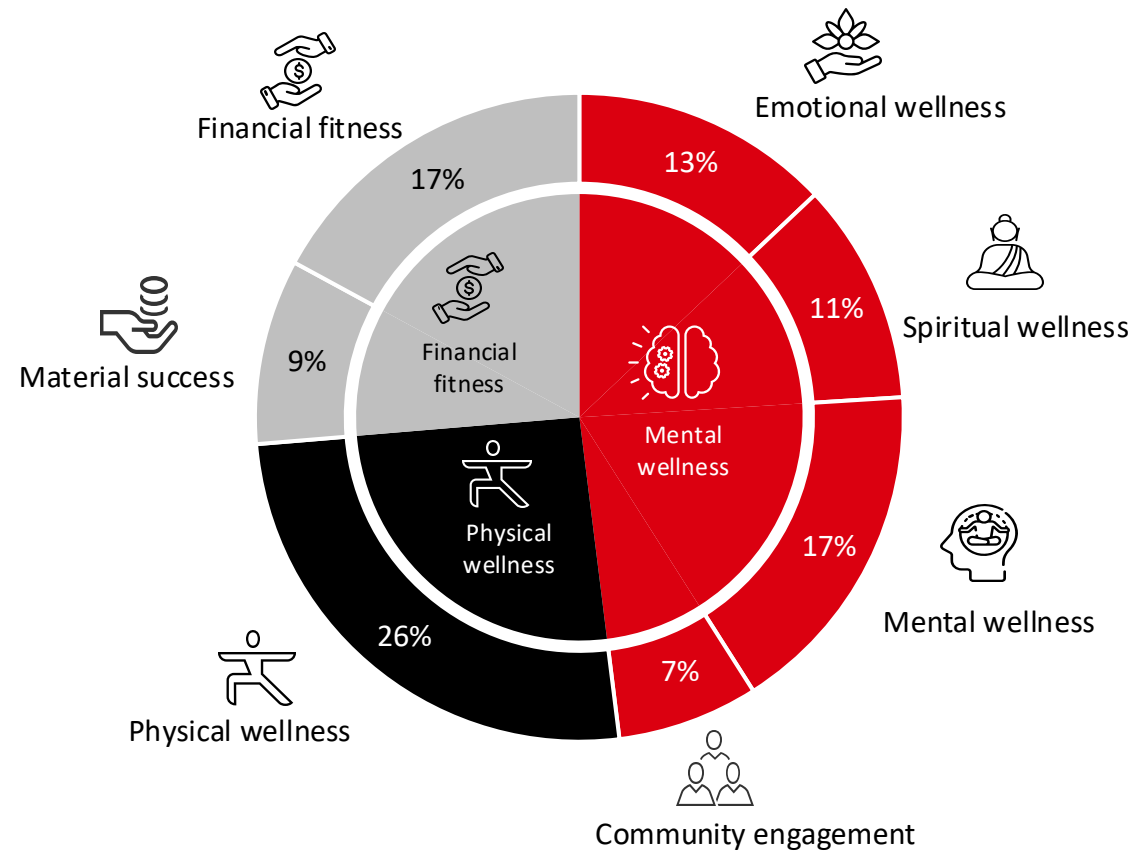 Emotional wellness
13%
Spiritual wellness
11%
Mental wellness
17%
Community engagement
7%
Physical wellness
26%
Material success
9%
Financial fitness
17%
$
Financial
fitness
$
Mental
wellness
Physical
wellness